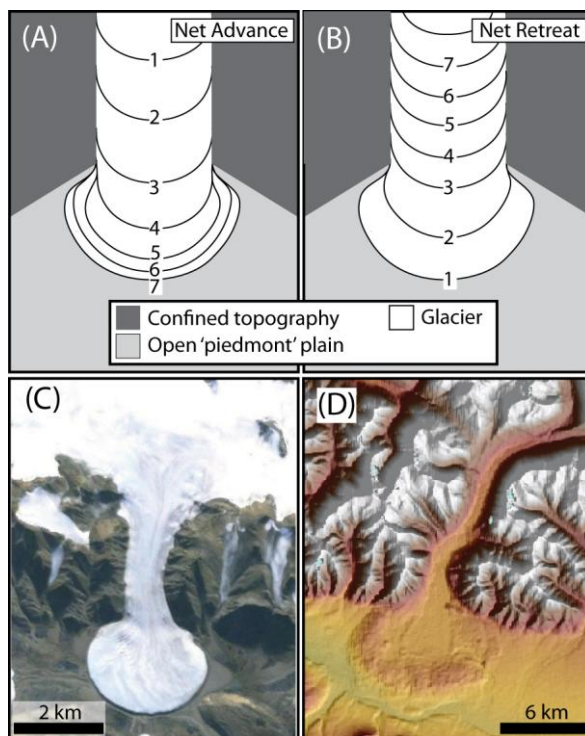 (A)
Net Advance
1
2
3
4
5
6
7
(B)
Net Retreat
7
6
5
4
3
2
1
Confined topography
Glacier
Open 'piedmont' plain
(C)
2 km
(D)
6 km